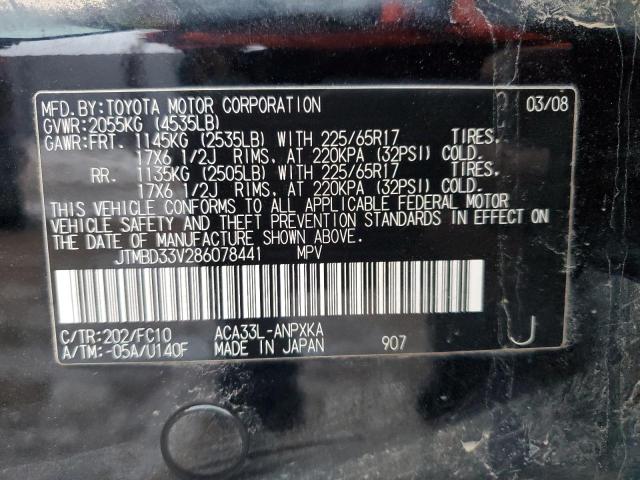 MFD.BY:TOYOTA MOTOR CORPORATION 03/08
GVWR:2055KG (4535LB)
GAWR:FRT. 1145KG (2535LB) WITH 225/65R17 TIRES.
17X6 1/2J RIMS, AT 220KPA (32PSI) COLD.
RR. 1135KG (2505LB) WITH 225/65R17 TIRES.
17X6 1/2J RIMS, AT 220KPA (32PSI) COLD.
THIS VEHICLE CONFORMS TO ALL APPLICABLE FEDERAL MOTOR
VEHICLE SAFETY AND THEFT PREVENTION STANDARDS IN EFFECT ON
THE DATE OF MANUFACTURE SHOWN ABOVE.
JTMBD33V286078441 MPV
C/TR:202/FC10 ACA33L-ANPXKA
A/TM:-05A/U140F MADE IN JAPAN 907 J